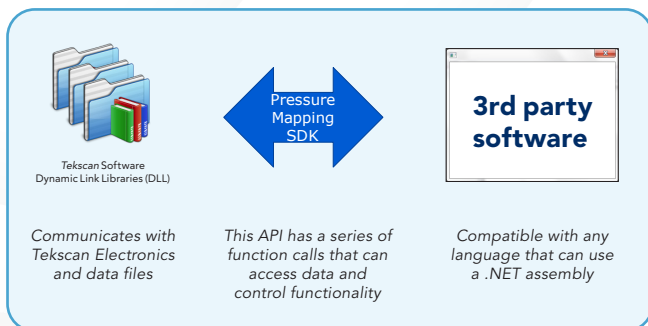 Pressure
Mapping
SDK
3rd party
software
Tekscan Software
Dynamic Link Libraries (DLL)
Communicates with
Tekscan Electronics
and data files
This API has a series of
function calls that can
access data and
control functionality
Compatible with any
language that can use
a .NET assembly